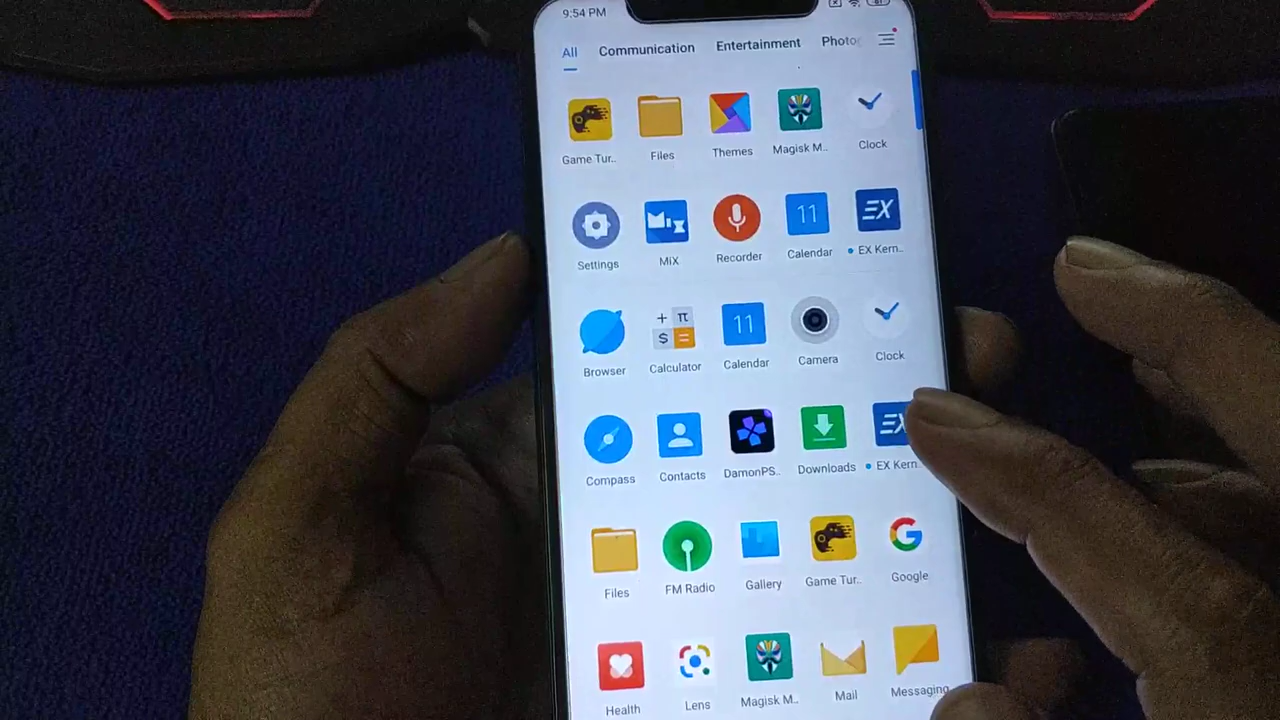 9:54 PM
All Communication Entertainment Photo
Game Tur.. Files Themes Magisk M.. Clock
11
EX
Settings MiX Recorder Calendar EX Kern..
+ π
$ =
11
Browser Calculator Calendar Camera Clock
EX
Compass Contacts DamonPS.. Downloads EX Kern..
G
Files FM Radio Gallery Game Tur.. Google
Health Lens Magisk M.. Mail Messaging